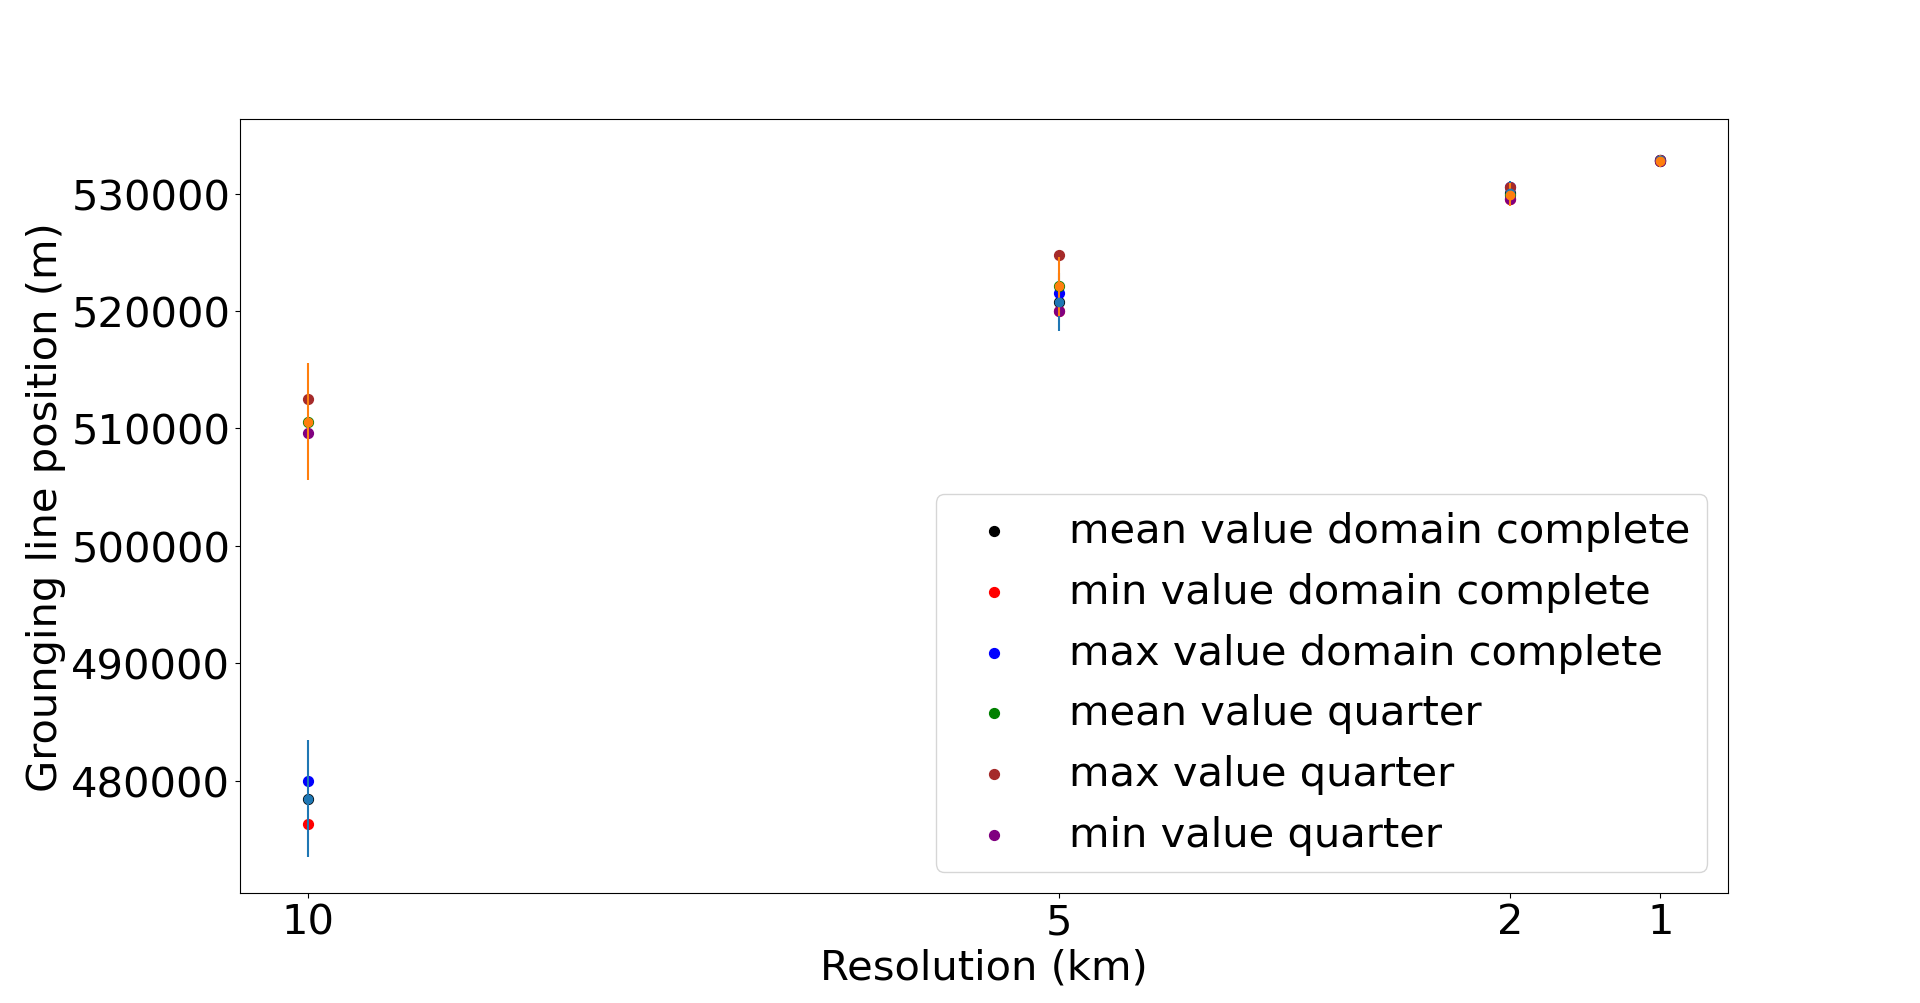 Grounging line position (m)
530000
520000
510000
500000
490000
480000
mean value domain complete
min value domain complete
max value domain complete
mean value quarter
max value quarter
min value quarter
10 5 2 1
Resolution (km)